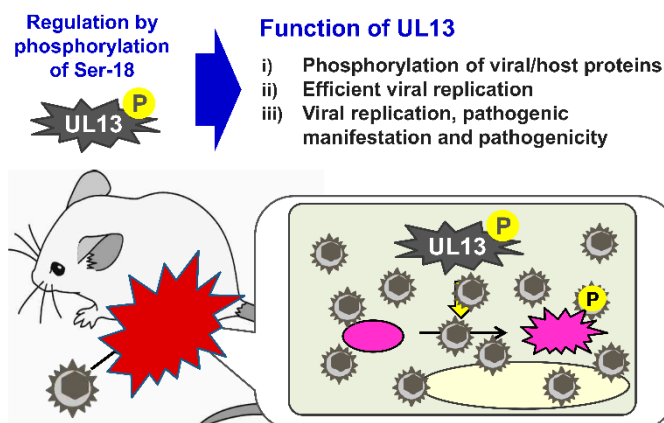 Regulation by
phosphorylation
of Ser-18
P
UL13
Function of UL13
i) Phosphorylation of viral/host proteins
ii) Efficient viral replication
iii) Viral replication, pathogenic
manifestation and pathogenicity
P
UL13
P